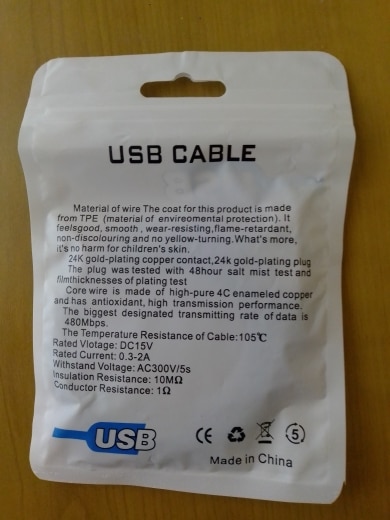 USB CABLE
Material of wire The coat for this product is made
from TPE (material of envireomental protection). It
feelsgood, smooth , wear-resisting,flame-retardant,
non-discolouring and no yellow-turning.What's more,
it's no harm for children's skin.
24K gold-plating copper contact,24k gold-plating plug
The plug was tested with 48hour salt mist test and
filmthicknesses of plating test
Core wire is made of high-pure 4C enameled copper
and has antioxidant, high transmission performance.
The biggest designated transmitting rate of data is
480Mbps.
The Temperature Resistance of Cable:105℃
Rated Vlotage: DC15V
Rated Current: 0.3-2A
Withstand Voltage: AC300V/5s
Insulation Resistance: 10MΩ
Conductor Resistance: 1Ω
USB CE 5
Made in China